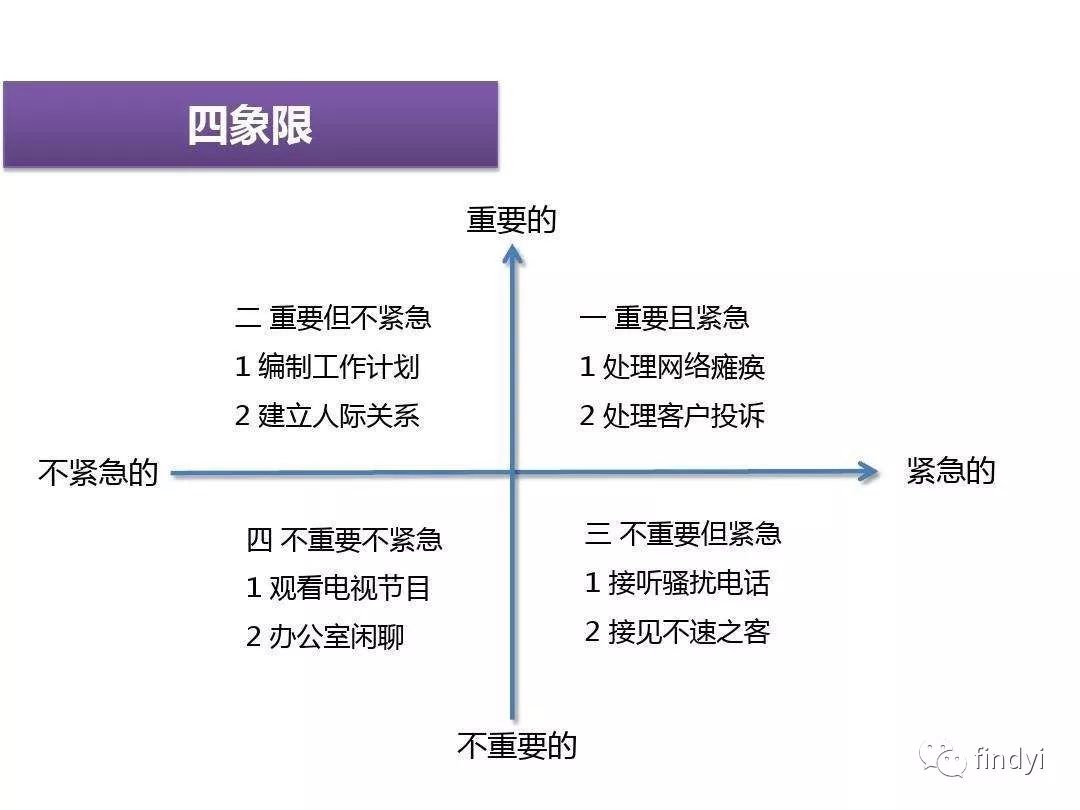 四象限
重要的
二 重要但不紧急
1 编制工作计划
2 建立人际关系
一 重要且紧急
1 处理网络瘫痪
2 处理客户投诉
不紧急的
紧急的
四 不重要不紧急
1 观看电视节目
2 办公室闲聊
三 不重要但紧急
1 接听骚扰电话
2 接见不速之客
不重要的
findyi